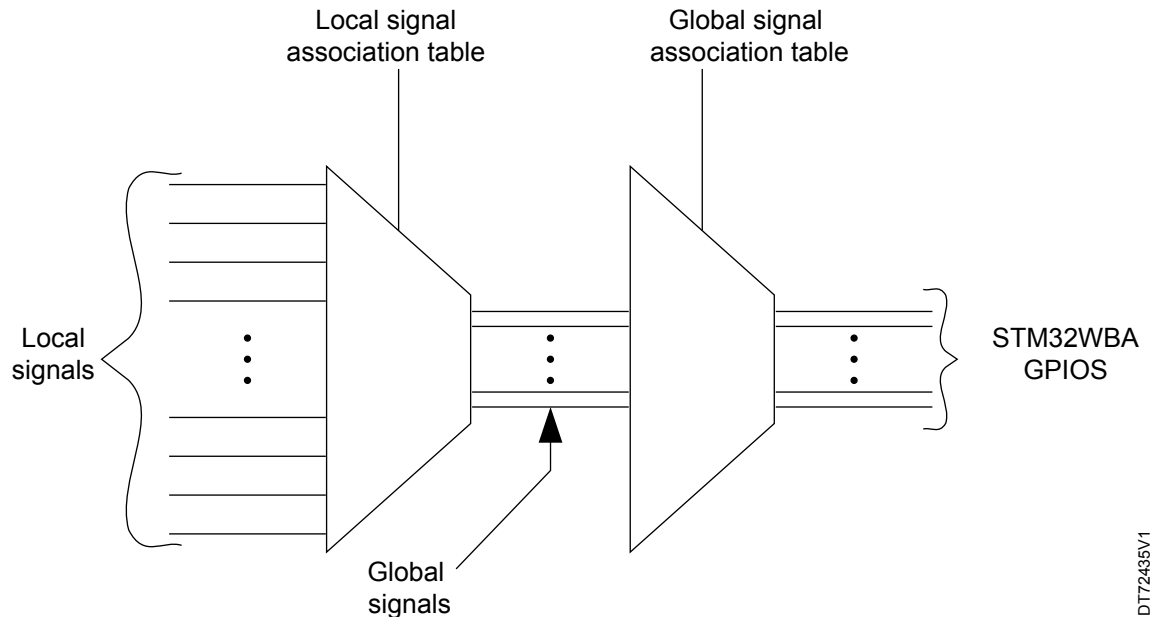 Local signal
association table
Global signal
association table
Local
signals
STM32WBA
GPIOS
Global
signals
DT72435V1